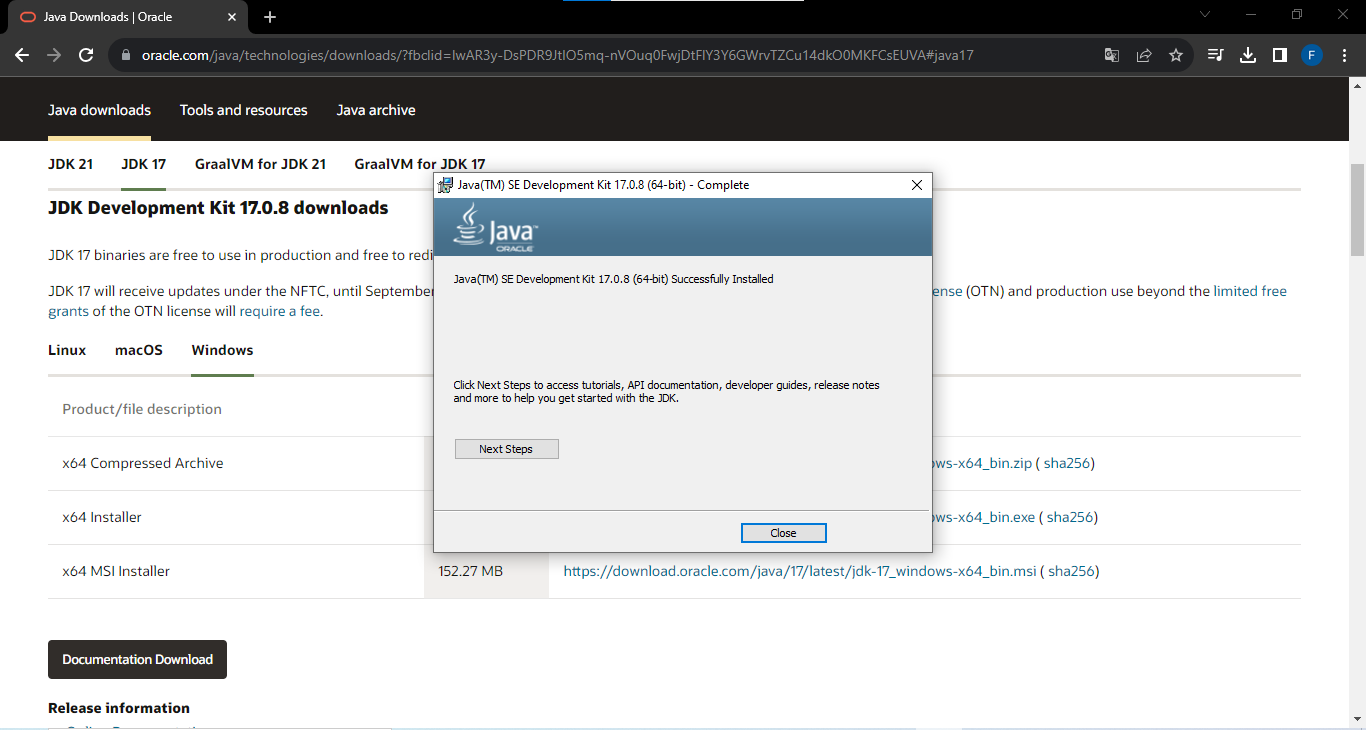 Java Downloads | Oracle
oracle.com/java/technologies/downloads/?fbclid=IwAR3y-DsPDR9JtIO5mq-nVOuq0FwjDtFlY3Y6GWrvTZCu14dkO0MKFCsEUVA#java17
F
Java downloads Tools and resources Java archive
JDK 21 JDK 17 GraalVM for JDK 21 GraalVM for JDK 17
JDK Development Kit 17.0.8 downloads
JDK 17 binaries are free to use in production and free to redi
JDK 17 will receive updates under the NFTC, until September ense (OTN) and production use beyond the limited free
grants of the OTN license will require a fee.
Linux macOS Windows
Product/file description
x64 Compressed Archive ows-x64_bin.zip ( sha256)
x64 Installer ows-x64_bin.exe ( sha256)
x64 MSI Installer 152.27 MB https://download.oracle.com/java/17/latest/jdk-17_windows-x64_bin.msi ( sha256)
Documentation Download
Release information
Java(TM) SE Development Kit 17.0.8 (64-bit) - Complete
Java™
ORACLE
Java(TM) SE Development Kit 17.0.8 (64-bit) Successfully Installed
Click Next Steps to access tutorials, API documentation, developer guides, release notes
and more to help you get started with the JDK.
Next Steps
Close